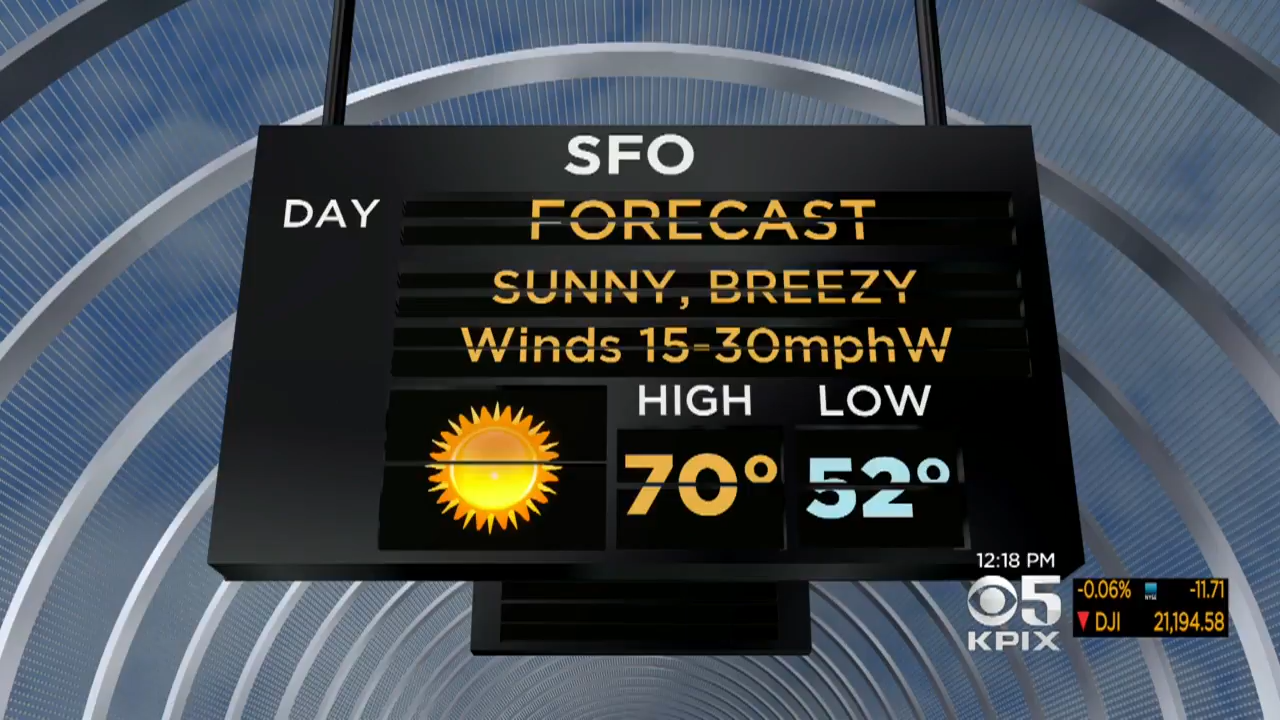 SFO
DAY
FORECAST
SUNNY, BREEZY
Winds 15-30mphW
HIGH LOW
70° 52°
12:18 PM
5
KPIX
-0.06% NYSE -11.71
DJI 21,194.58